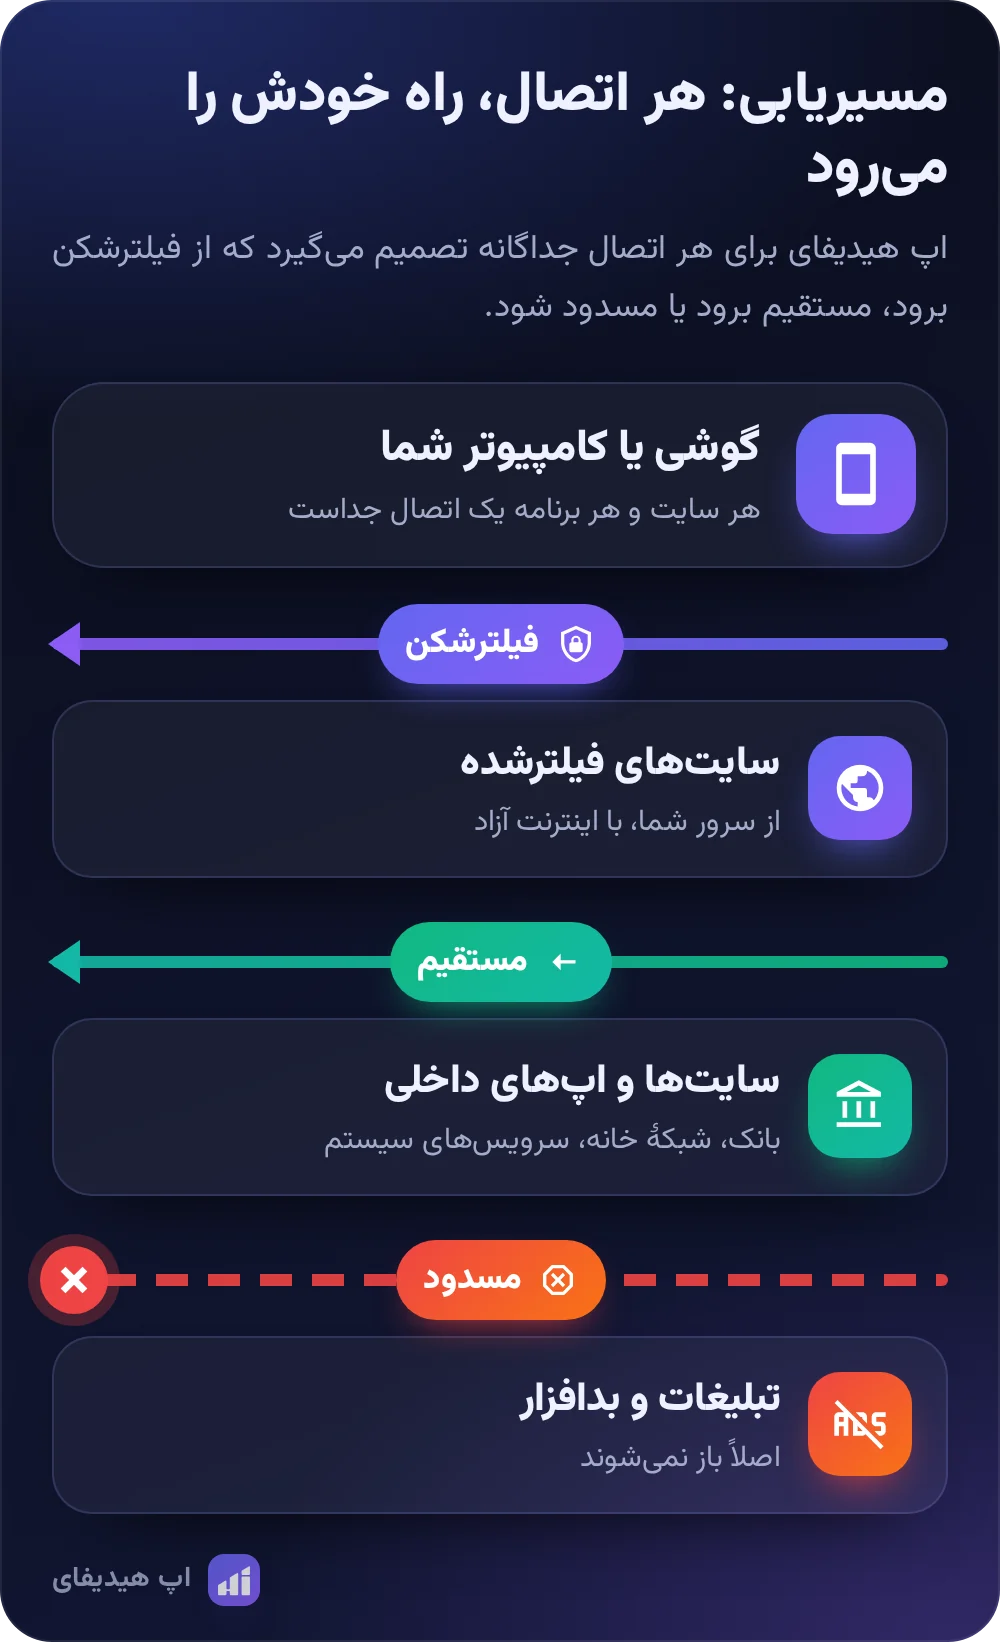 مسیریابی: هر اتصال، راه خودش را
می‌رود
اپ هیدیفای برای هر اتصال جداگانه تصمیم می‌گیرد که از فیلترشکن
برود، مستقیم برود یا مسدود شود.
گوشی یا کامپیوتر شما
هر سایت و هر برنامه یک اتصال جداست
فیلترشکن
سایت‌های فیلترشده
از سرور شما، با اینترنت آزاد
مستقیم
سایت‌ها و اپ‌های داخلی
بانک، شبکهٔ خانه، سرویس‌های سیستم
مسدود
ADS
تبلیغات و بدافزار
اصلاً باز نمی‌شوند
اپ هیدیفای